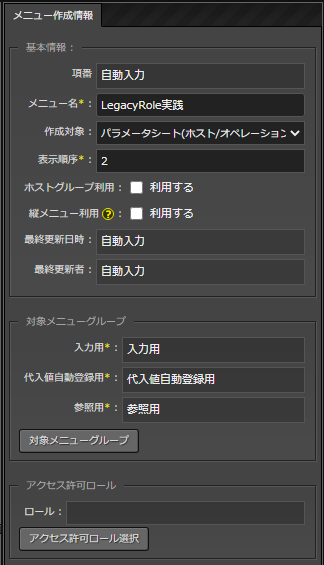 メニュー作成情報
基本情報：
項番 自動入力
メニュー名*： LegacyRole実践
作成対象： パラメータシート(ホスト/オペレーション
表示順序*： 2
ホストグループ利用： 利用する
縦メニュー利用?： 利用する
最終更新日時： 自動入力
最終更新者： 自動入力
対象メニューグループ
入力用*： 入力用
代入値自動登録用*： 代入値自動登録用
参照用*： 参照用
対象メニューグループ
アクセス許可ロール
ロール：
アクセス許可ロール選択